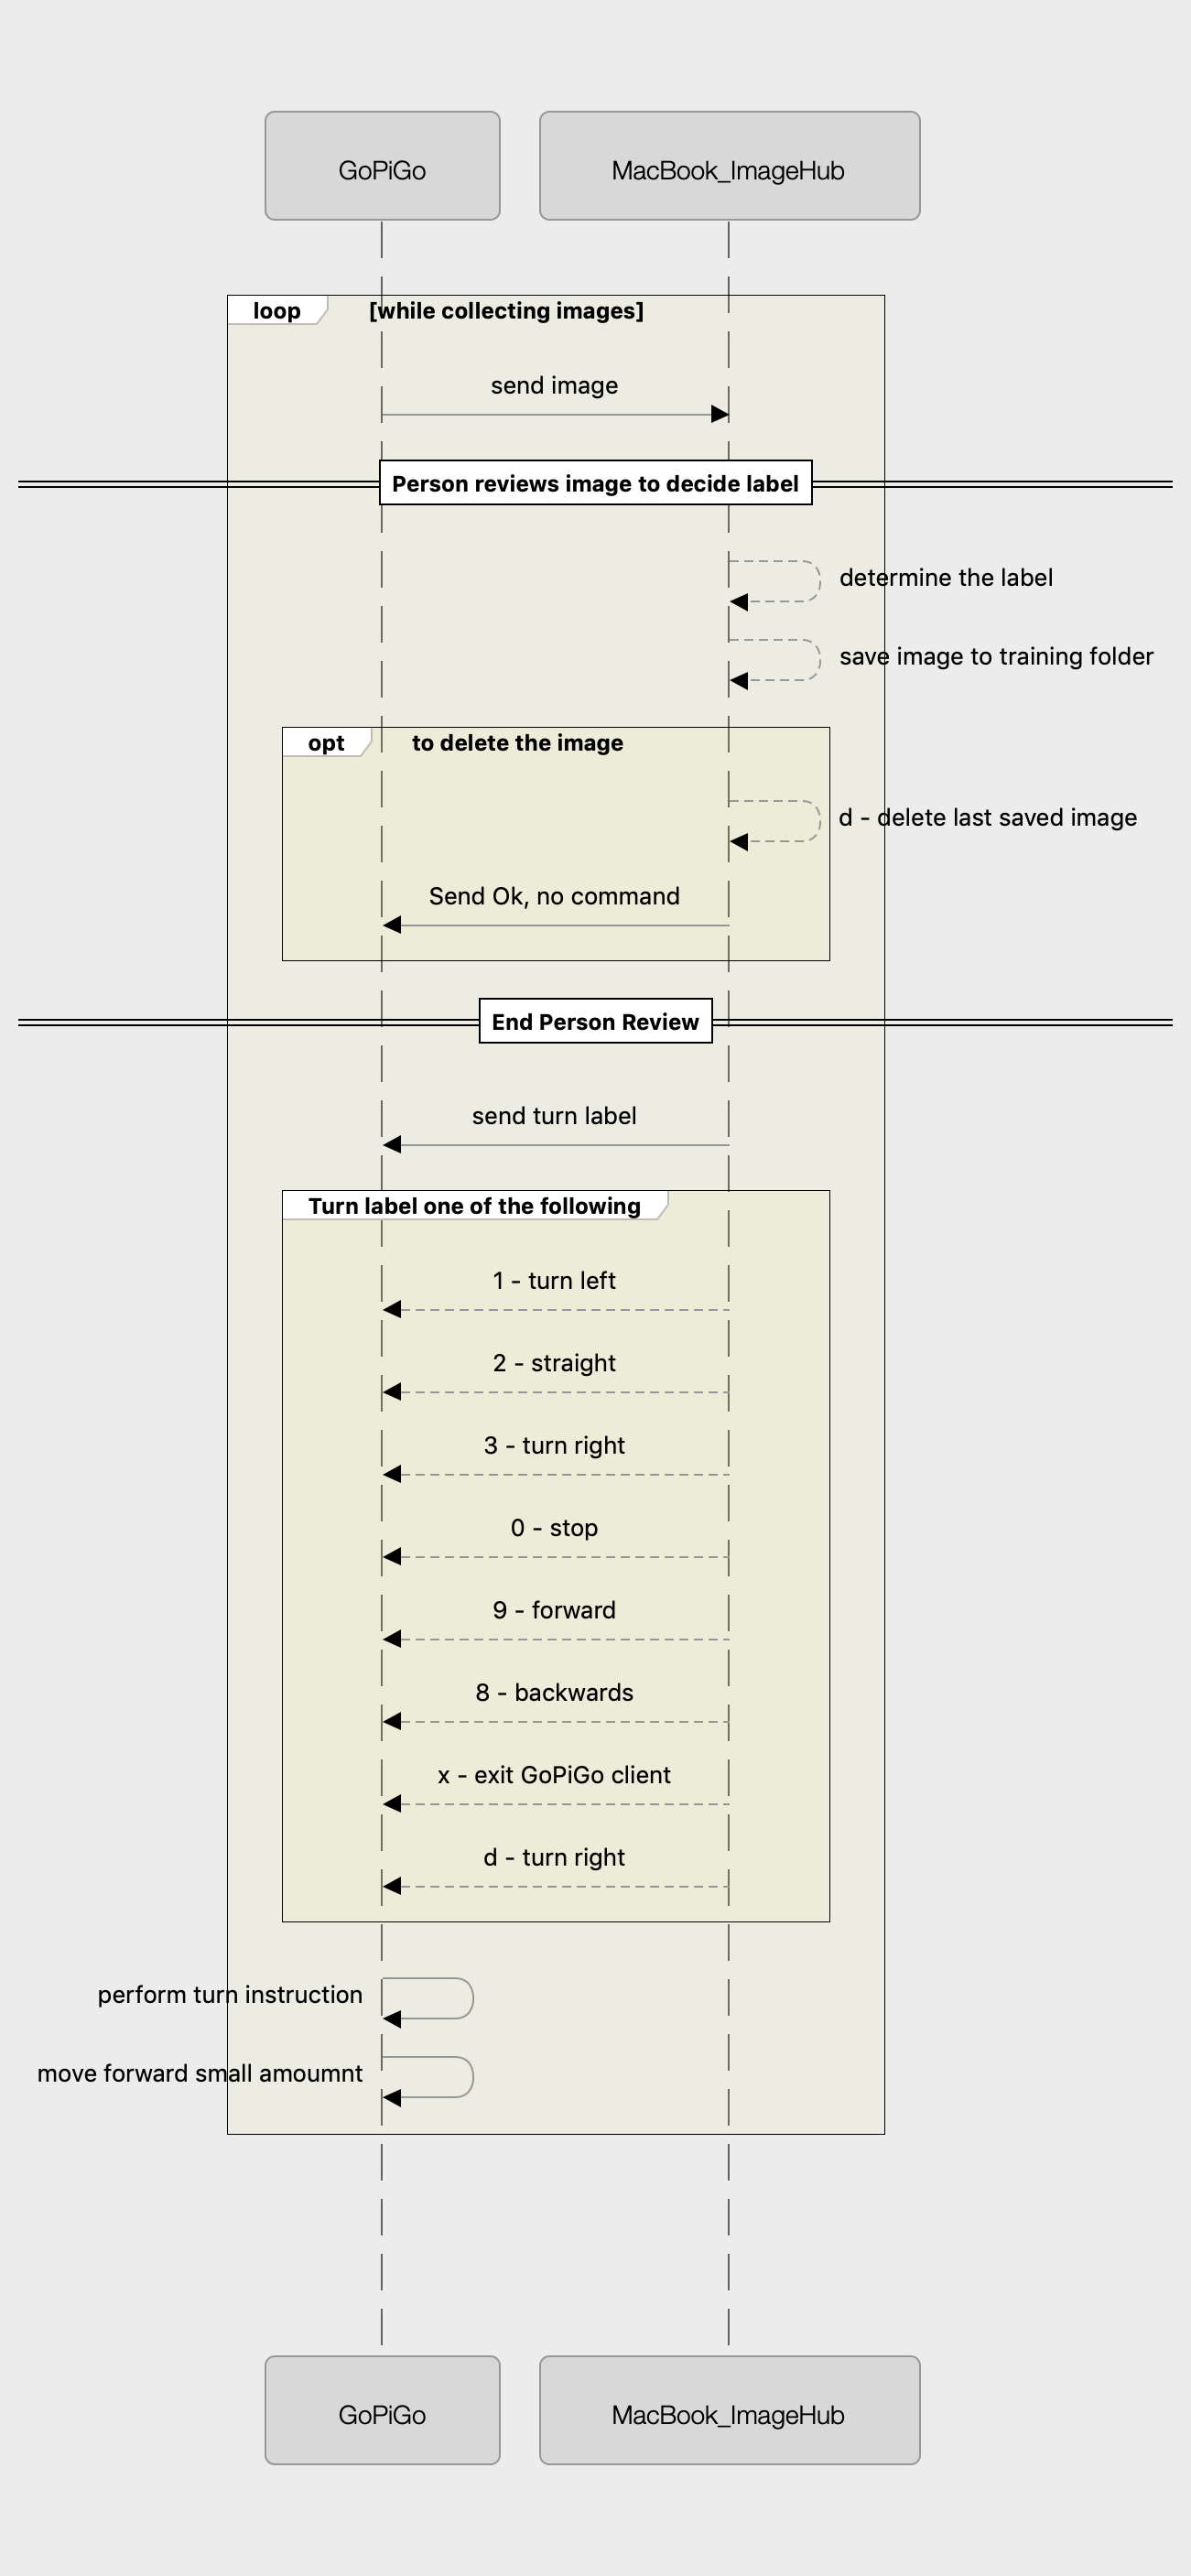 GoPiGo
MacBook_ImageHub
loop
[while collecting images]
send image
Person reviews image to decide label
determine the label
save image to training folder
opt
to delete the image
d - delete last saved image
Send Ok, no command
End Person Review
send turn label
Turn label one of the following
1 - turn left
2 - straight
3 - turn right
0 - stop
9 - forward
8 - backwards
x - exit GoPiGo client
d - turn right
perform turn instruction
move forward small amoumnt
GoPiGo
MacBook_ImageHub